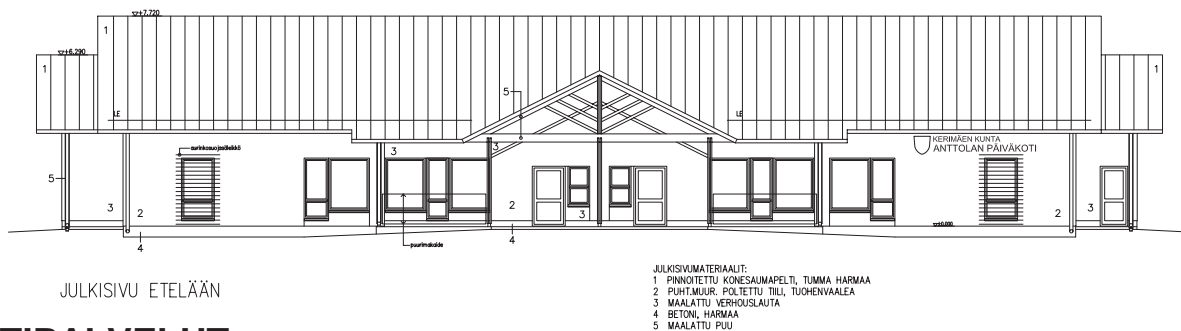 +7.720
1
+6.290
1
1
5
LE
LE
3
3
KERIMÄEN KUNTA
ANTTOLAN PÄIVÄKOTI
aurinkosuojasäleikkö
5
3
2
2
3
2
3
±0.000
4
puurimakaide
4
JULKISIVU ETELÄÄN
JULKISIVUMATERIAALIT:
1 PINNOITETTU KONESAUMAPELTI, TUMMA HARMAA
2 PUHT.MUUR. POLTETTU TIILI, TUOHENVAALEA
3 MAALATTU VERHOUSLAUTA
4 BETONI, HARMAA
5 MAALATTU PUU